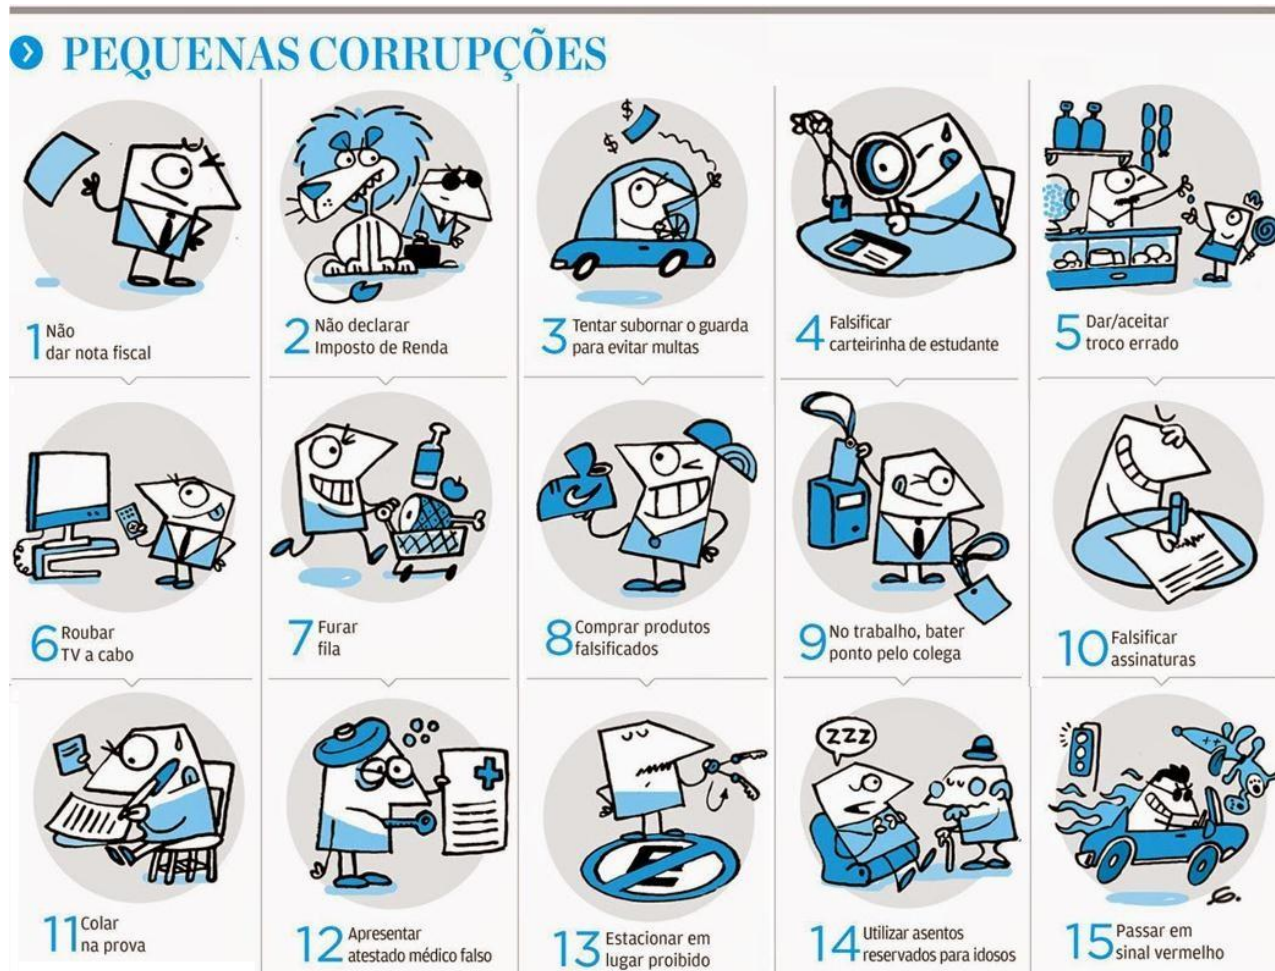 PEQUENAS CORRUPÇÕES
$
$
1 Não
dar nota fiscal
2 Não declarar
Imposto de Renda
3 Tentar subornar o guarda
para evitar multas
4 Falsificar
carteirinha de estudante
5 Dar/aceitar
troco errado
6 Roubar
TV a cabo
7 Furar
fila
8 Comprar produtos
falsificados
9 No trabalho, bater
ponto pelo colega
10 Falsificar
assinaturas
11 Colar
na prova
12 Apresentar
atestado médico falso
E
13 Estacionar em
lugar proibido
ZZZ
14 Utilizar asentos
reservados para idosos
15 Passar em
sinal vermelho